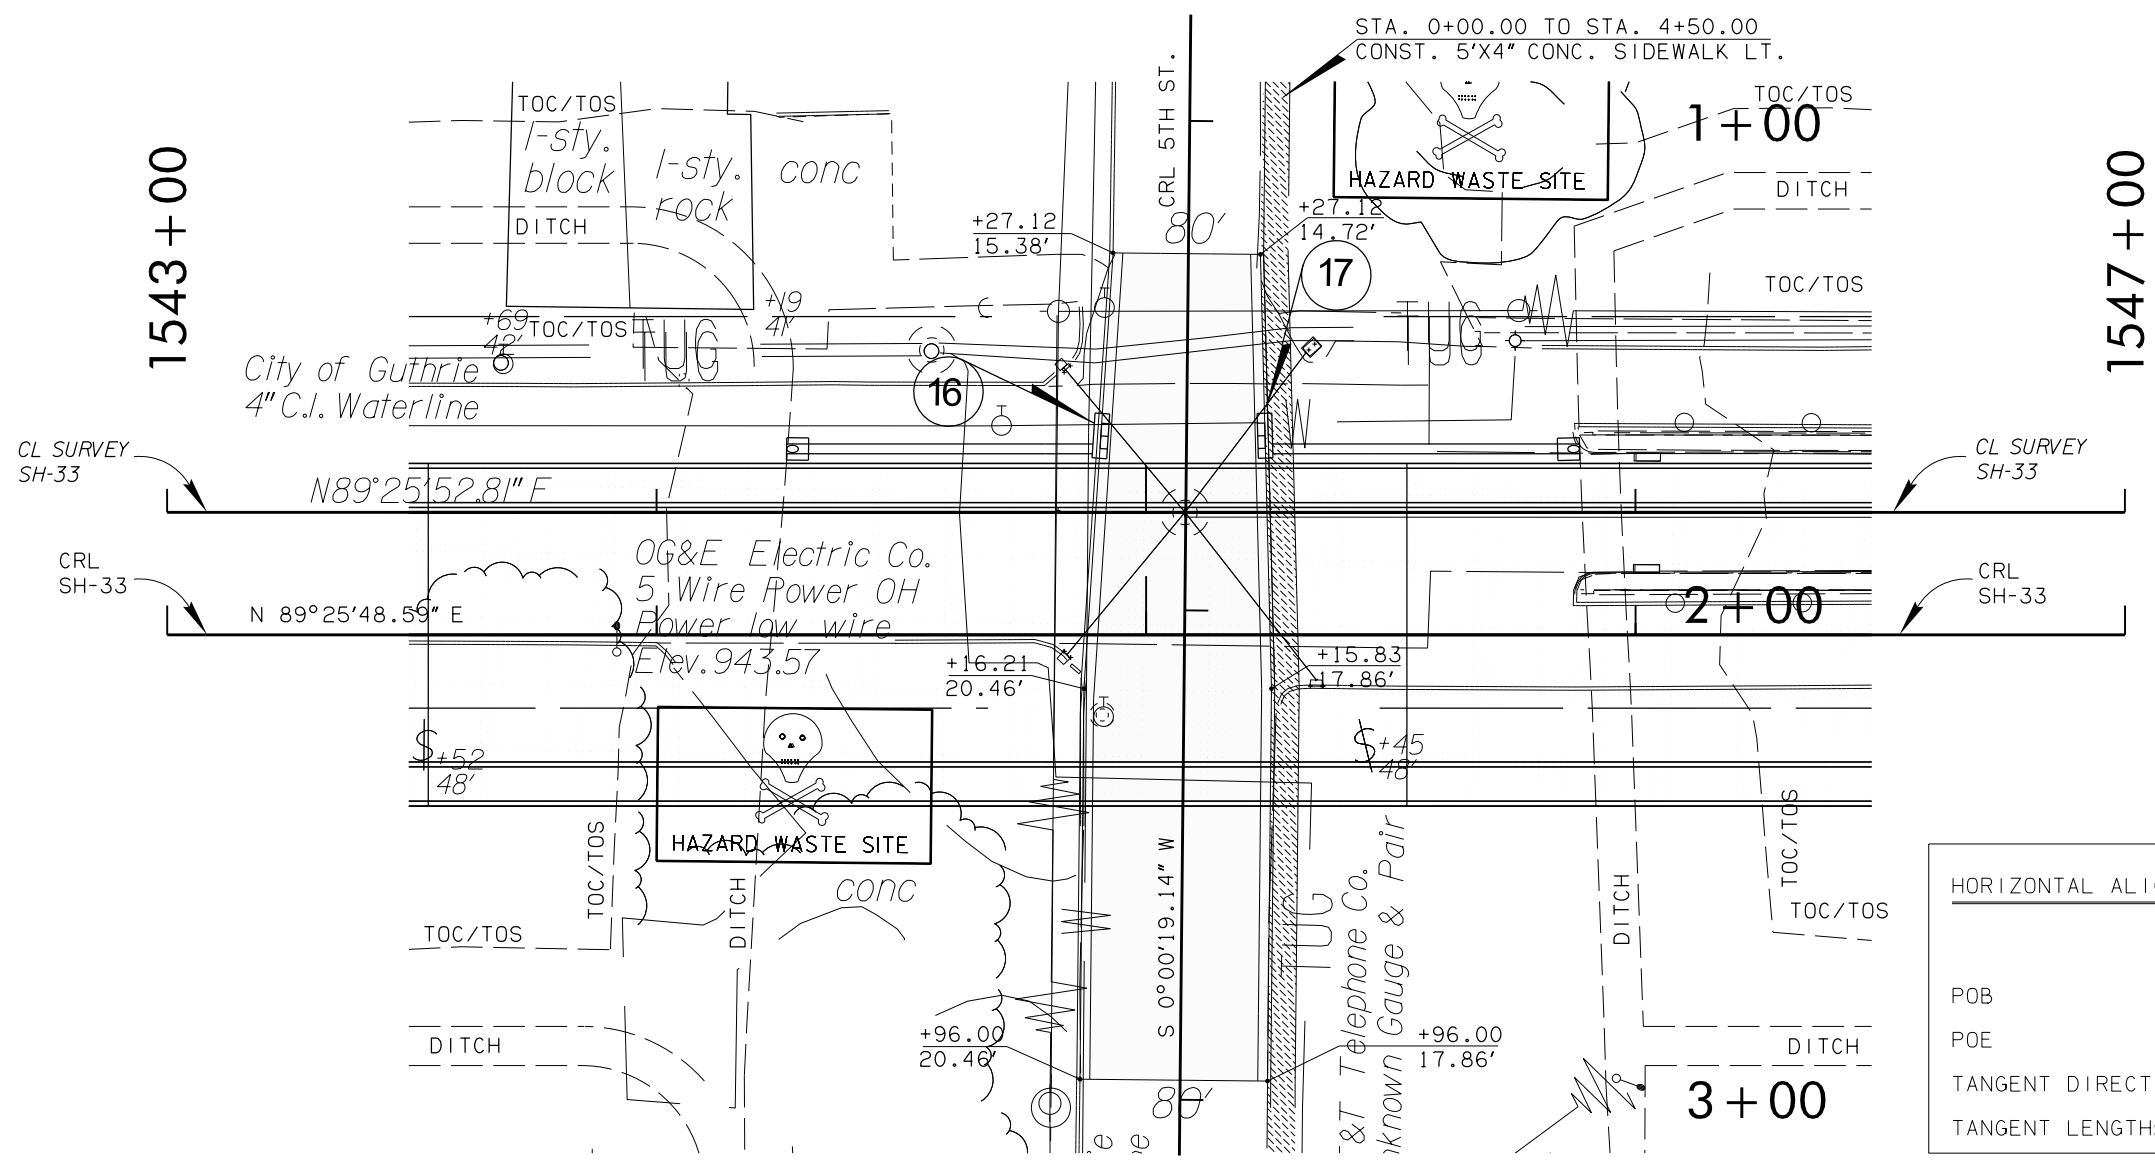 STA. 0+00.00 TO STA. 4+50.00
CONST. 5'X4" CONC. SIDEWALK LT.
CRL 5TH ST.
TOC/TOS
TOC/TOS
1+00
1543+00
1547+00
1-sty.
block
1-sty.
rock
conc
HAZARD WASTE SITE
DITCH
DITCH
+27.12
15.38'
80'
+27.12
14.72'
17
TOC/TOS
+69
42'
TOC/TOS
+19
41'
TUG
TUG
City of Guthrie
4" C.I. Waterline
16
CL SURVEY
SH-33
CL SURVEY
SH-33
N89°25'52.81" E
OG&E Electric Co.
5 Wire Power OH
Power low wire
Elev. 943.57
CRL
SH-33
CRL
SH-33
N 89°25'48.59" E
2+00
+16.21
20.46'
+15.83
17.86'
+52
48'
+45
48'
HAZARD WASTE SITE
TOC/TOS
TOC/TOS
conc
DITCH
DITCH
S 0°00'19.14" W
TUG
T&T Telephone Co.
nknown Gauge & Pair
TOC/TOS
TOC/TOS
HORIZONTAL ALI
POB
POE
TANGENT DIRECT
TANGENT LENGTH
+96.00
20.46'
+96.00
17.86'
DITCH
DITCH
80'
3+00